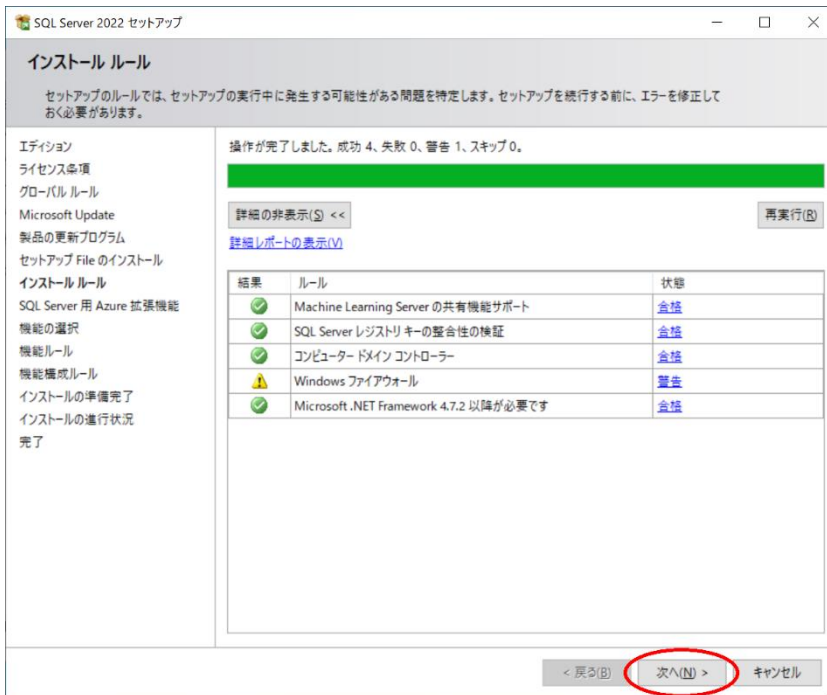 SQL Server 2022 セットアップ
インストール ルール
セットアップのルールでは、セットアップの実行中に発生する可能性がある問題を特定します。セットアップを続行する前に、エラーを修正して
おく必要があります。
エディション
ライセンス条項
グローバル ルール
Microsoft Update
製品の更新プログラム
セットアップ File のインストール
インストール ルール
SQL Server 用 Azure 拡張機能
機能の選択
機能ルール
機能構成ルール
インストールの準備完了
インストールの進行状況
完了
操作が完了しました。成功 4、失敗 0、警告 1、スキップ 0。
詳細の非表示(S) <<
再実行(R)
詳細レポートの表示(V)
結果 ルール 状態
Machine Learning Server の共有機能サポート 合格
SQL Server レジストリ キーの整合性の検証 合格
コンピューター ドメイン コントローラー 合格
Windows ファイアウォール 警告
Microsoft .NET Framework 4.7.2 以降が必要です 合格
< 戻る(B) 次へ(N) > キャンセル